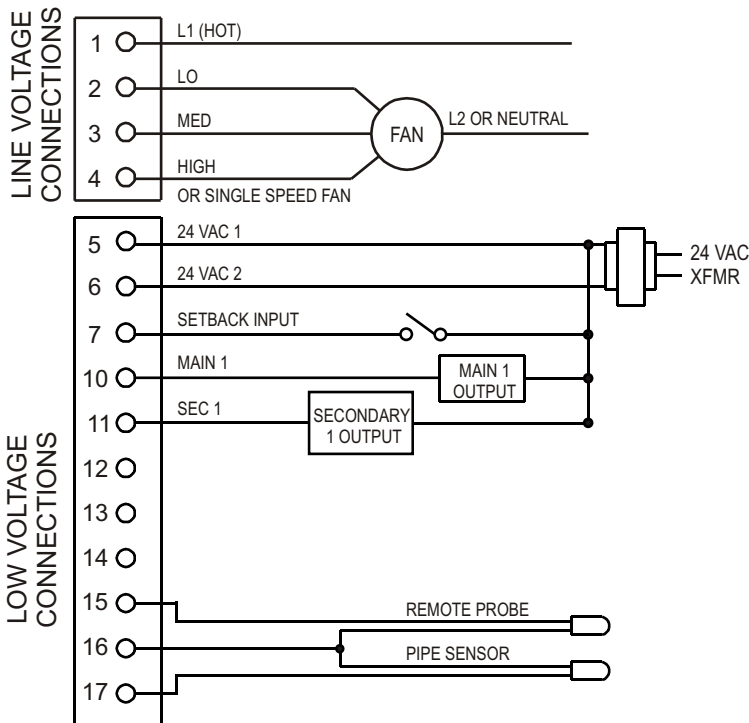 LINE VOLTAGE
CONNECTIONS
1
L1 (HOT)
2
LO
3
MED
FAN
L2 OR NEUTRAL
4
HIGH
OR SINGLE SPEED FAN
LOW VOLTAGE
CONNECTIONS
5
24 VAC 1
24 VAC
XFMR
6
24 VAC 2
7
SETBACK INPUT
10
MAIN 1
MAIN 1
OUTPUT
11
SEC 1
SECONDARY
1 OUTPUT
12
13
14
15
REMOTE PROBE
16
PIPE SENSOR
17